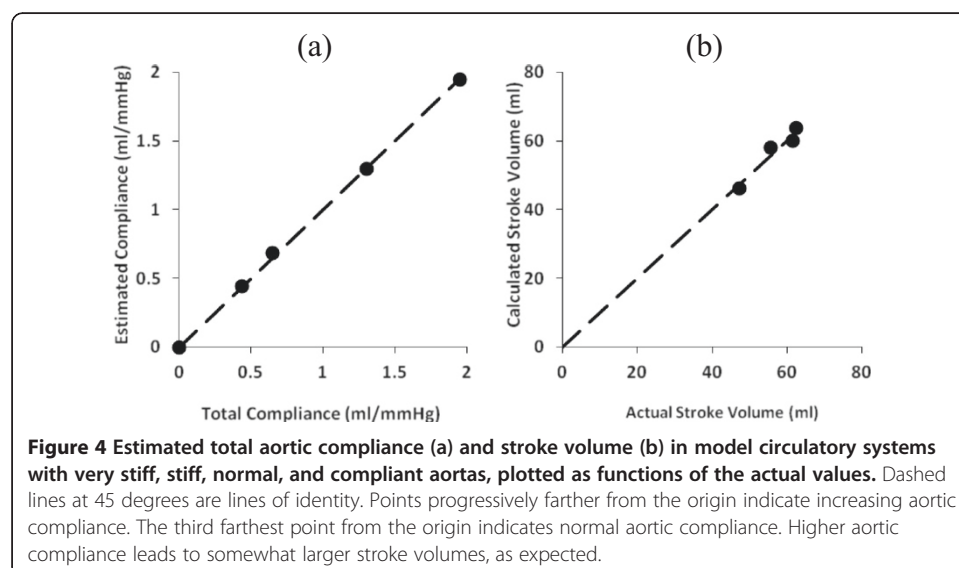 (a)
(b)
Estimated Compliance (ml/mmHg)
2
1.5
1
0.5
0
0
0.5
1
1.5
2
Total Compliance (ml/mmHg)
Calculated Stroke Volume (ml)
80
60
40
20
0
0
20
40
60
80
Actual Stroke Volume (ml)
Figure 4 Estimated total aortic compliance (a) and stroke volume (b) in model circulatory systems
with very stiff, stiff, normal, and compliant aortas, plotted as functions of the actual values. Dashed
lines at 45 degrees are lines of identity. Points progressively farther from the origin indicate increasing aortic
compliance. The third farthest point from the origin indicates normal aortic compliance. Higher aortic
compliance leads to somewhat larger stroke volumes, as expected.